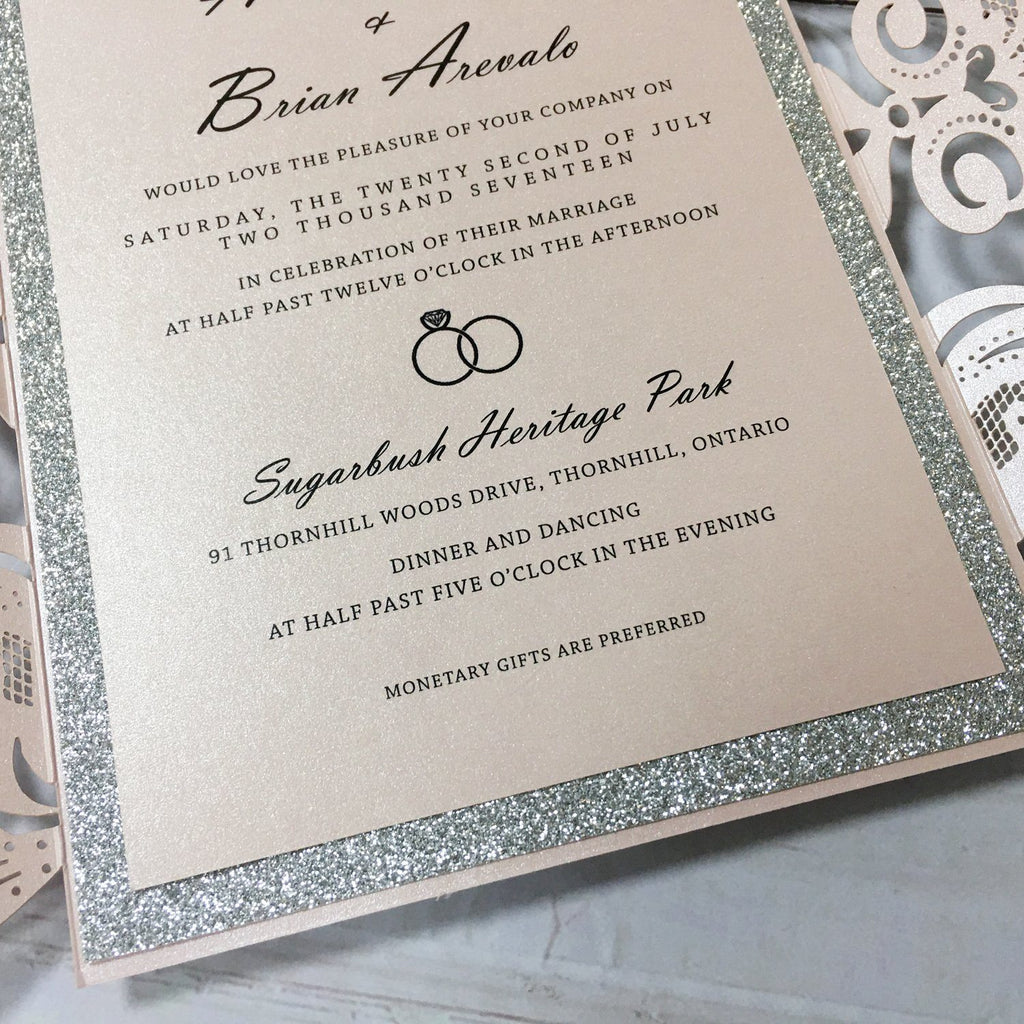 &
Brian Arevalo
WOULD LOVE THE PLEASURE OF YOUR COMPANY ON
SATURDAY, THE TWENTY SECOND OF JULY
TWO THOUSAND SEVENTEEN
IN CELEBRATION OF THEIR MARRIAGE
AT HALF PAST TWELVE O'CLOCK IN THE AFTERNOON
Sugarbush Heritage Park
91 THORNHILL WOODS DRIVE, THORNHILL, ONTARIO
DINNER AND DANCING
AT HALF PAST FIVE O'CLOCK IN THE EVENING
MONETARY GIFTS ARE PREFERRED